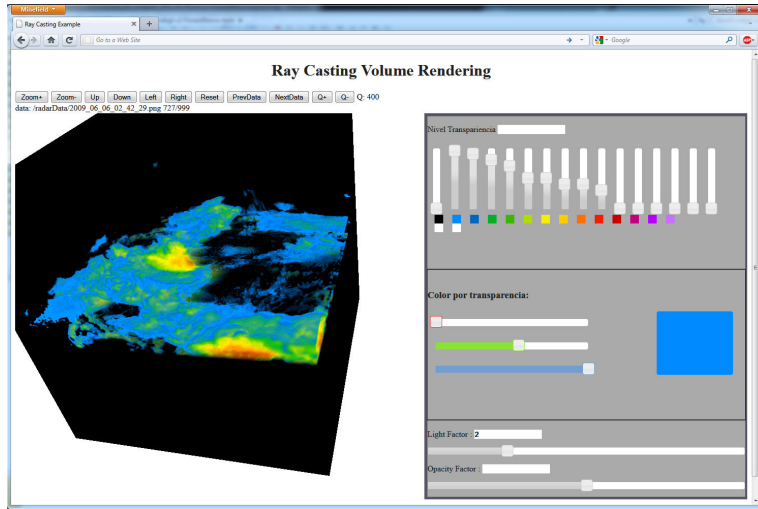 Minefield
Ray Casting Example
Go to a Web Site
Google
ABP
Ray Casting Volume Rendering
Zoom+ Zoom- Up Down Left Right Reset PrevData NextData Q+ Q- Q: 400
data: /radarData/2009_06_06_02_42_29.png 727/999
Nivel Transpariencia
Color por transparencia:
Light Factor : 2
Opacity Factor :